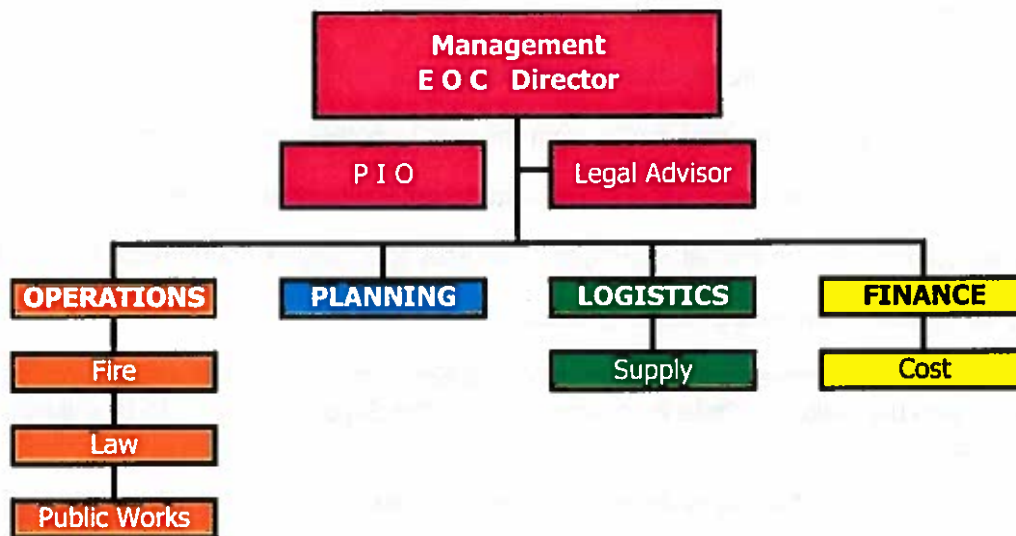 Management
E O C Director
P I O
Legal Advisor
OPERATIONS
PLANNING
LOGISTICS
FINANCE
Fire
Supply
Cost
Law
Public Works